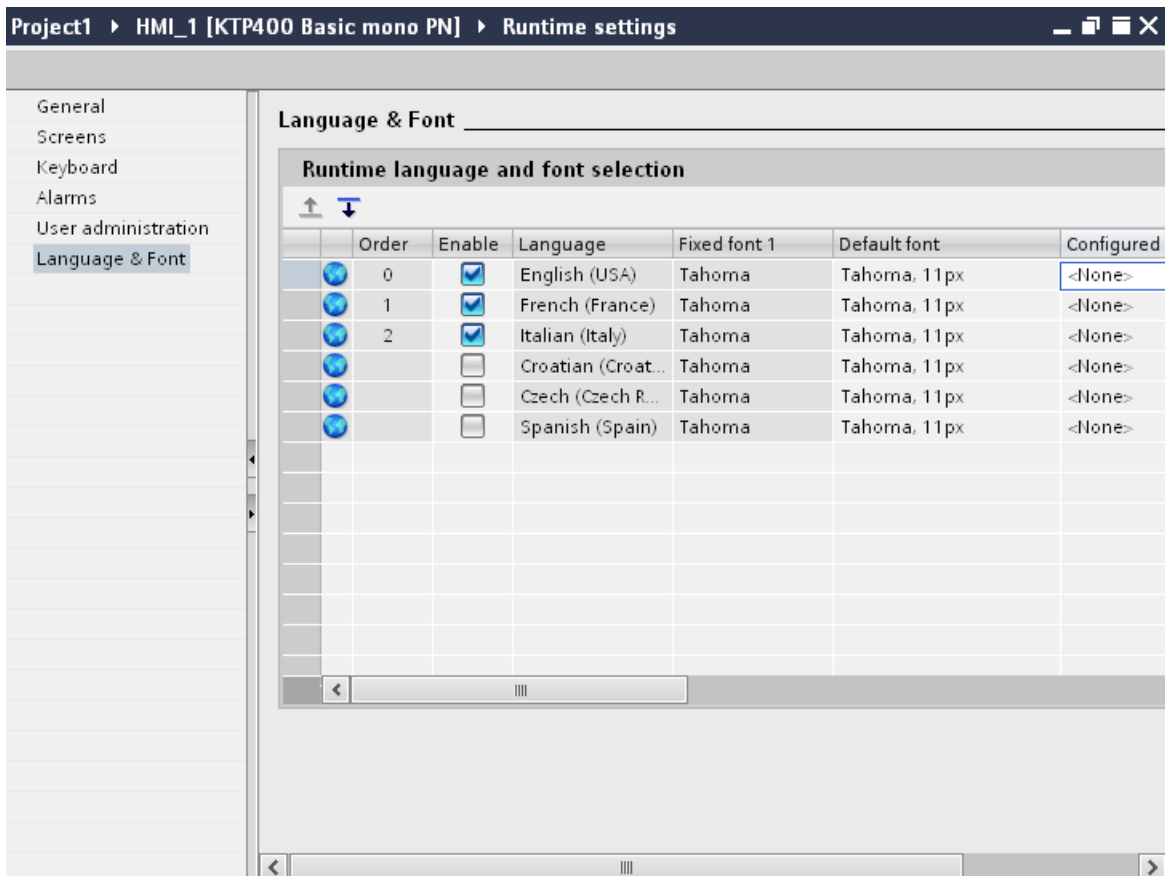 Project1 ▸ HMI_1 [KTP400 Basic mono PN] ▸ Runtime settings
General
Screens
Keyboard
Alarms
User administration
Language & Font
Language & Font
Runtime language and font selection
Order Enable Language Fixed font 1 Default font Configured
0 English (USA) Tahoma Tahoma, 11px <None>
1 French (France) Tahoma Tahoma, 11px <None>
2 Italian (Italy) Tahoma Tahoma, 11px <None>
Croatian (Croat... Tahoma Tahoma, 11px <None>
Czech (Czech R... Tahoma Tahoma, 11px <None>
Spanish (Spain) Tahoma Tahoma, 11px <None>